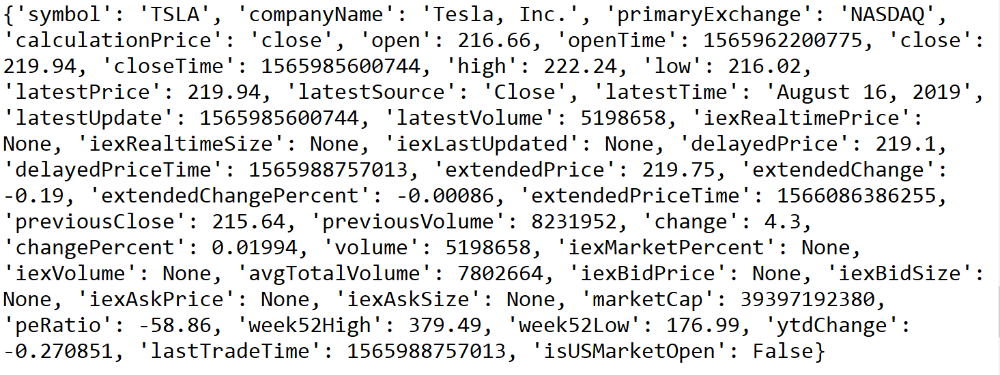 {'symbol': 'TSLA', 'companyName': 'Tesla, Inc.', 'primaryExchange': 'NASDAQ',
'calculationPrice': 'close', 'open': 216.66, 'openTime': 1565962200775, 'close':
219.94, 'closeTime': 1565985600744, 'high': 222.24, 'low': 216.02,
'latestPrice': 219.94, 'latestSource': 'Close', 'latestTime': 'August 16, 2019',
'latestUpdate': 1565985600744, 'latestVolume': 5198658, 'iexRealtimePrice':
None, 'iexRealtimeSize': None, 'iexLastUpdated': None, 'delayedPrice': 219.1,
'delayedPriceTime': 1565988757013, 'extendedPrice': 219.75, 'extendedChange':
-0.19, 'extendedChangePercent': -0.00086, 'extendedPriceTime': 1566086386255,
'previousClose': 215.64, 'previousVolume': 8231952, 'change': 4.3,
'changePercent': 0.01994, 'volume': 5198658, 'iexMarketPercent': None,
'iexVolume': None, 'avgTotalVolume': 7802664, 'iexBidPrice': None, 'iexBidSize':
None, 'iexAskPrice': None, 'iexAskSize': None, 'marketCap': 39397192380,
'peRatio': -58.86, 'week52High': 379.49, 'week52Low': 176.99, 'ytdChange':
-0.270851, 'lastTradeTime': 1565988757013, 'isUSMarketOpen': False}